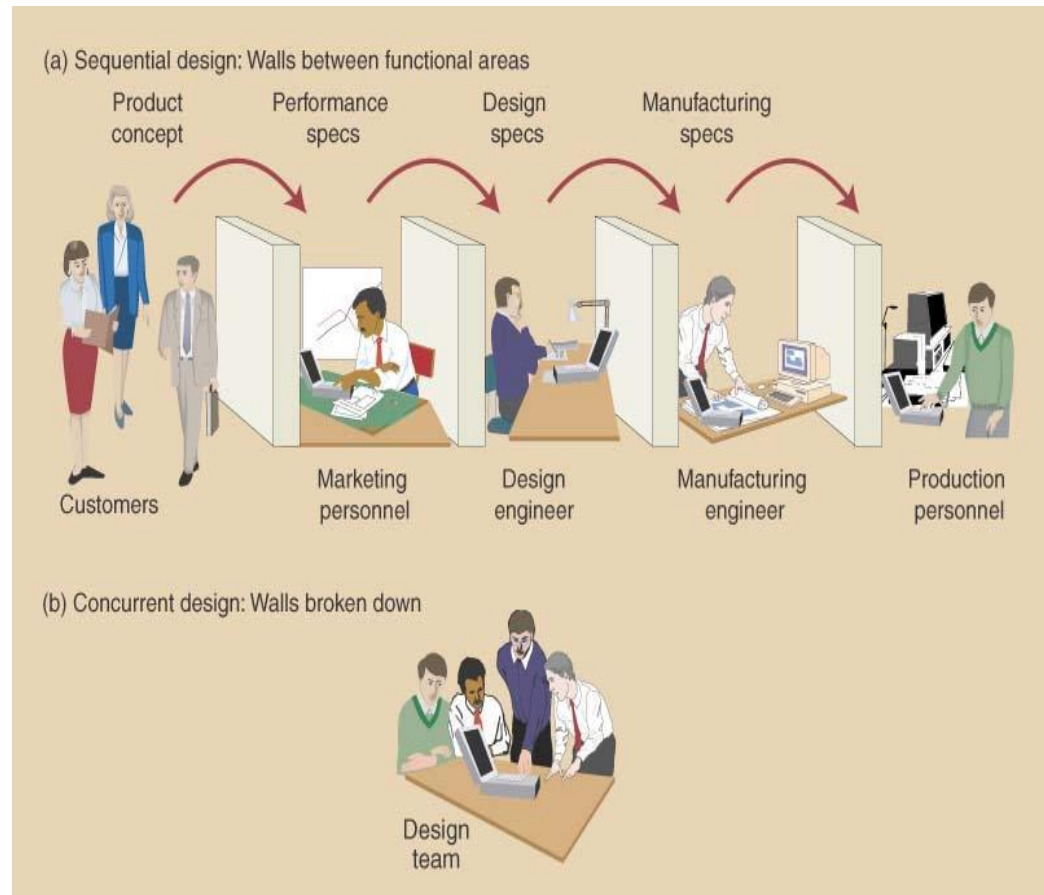 (a) Sequential design: Walls between functional areas
Product
concept
Performance
specs
Design
specs
Manufacturing
specs
Customers
Marketing
personnel
Design
engineer
Manufacturing
engineer
Production
personnel
(b) Concurrent design: Walls broken down
Design
team